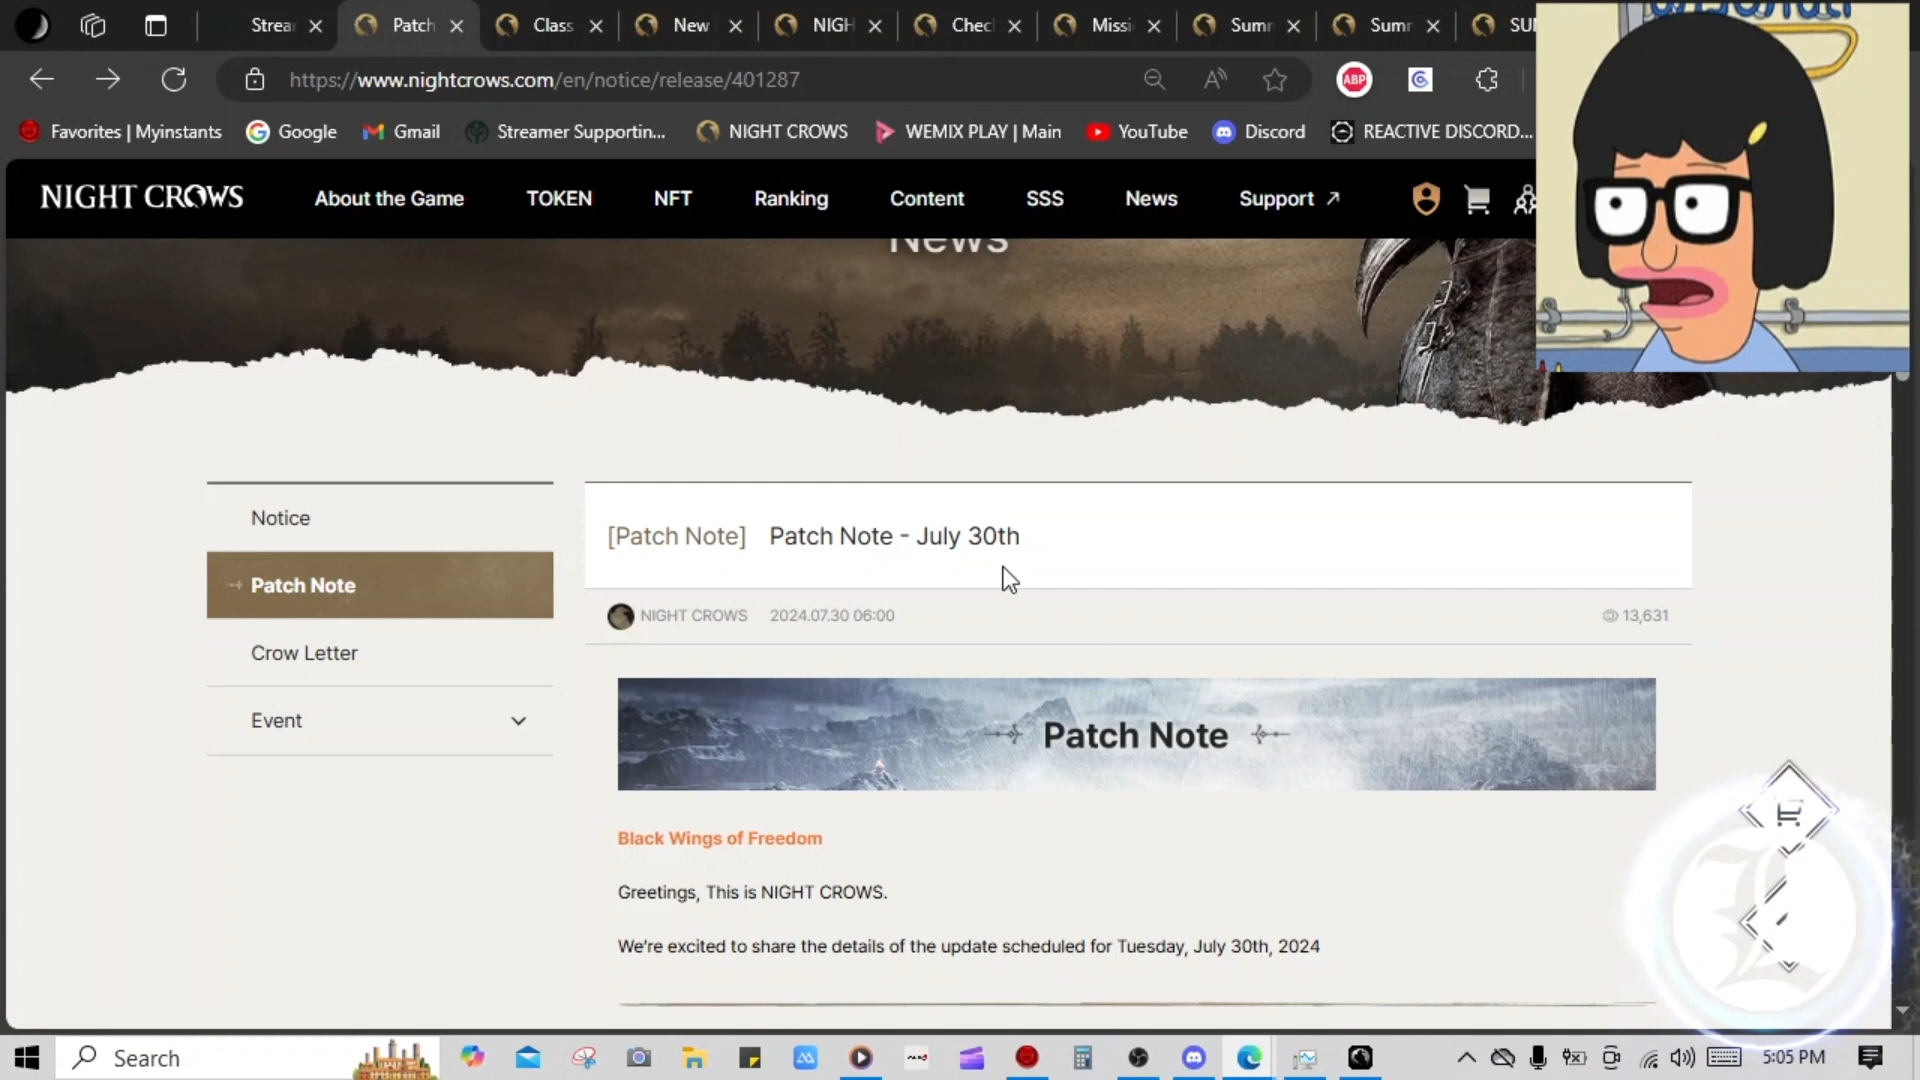 Strea
Patch
Class
New
NIGH
Chec
Missi
Summ
Sumr
SU
https://www.nightcrows.com/en/notice/release/401287
ABP
Favorites | Myinstants
Google
Gmail
Streamer Supportin...
NIGHT CROWS
WEMIX PLAY | Main
YouTube
Discord
REACTIVE DISCORD...
NIGHT CROWS
About the Game
TOKEN
NFT
Ranking
Content
SSS
News
Support
News
Notice
Patch Note
Crow Letter
Event
[Patch Note] Patch Note - July 30th
NIGHT CROWS 2024.07.30 06:00 13,631
Patch Note
Black Wings of Freedom
Greetings, This is NIGHT CROWS.
We're excited to share the details of the update scheduled for Tuesday, July 30th, 2024
Search
5:05 PM